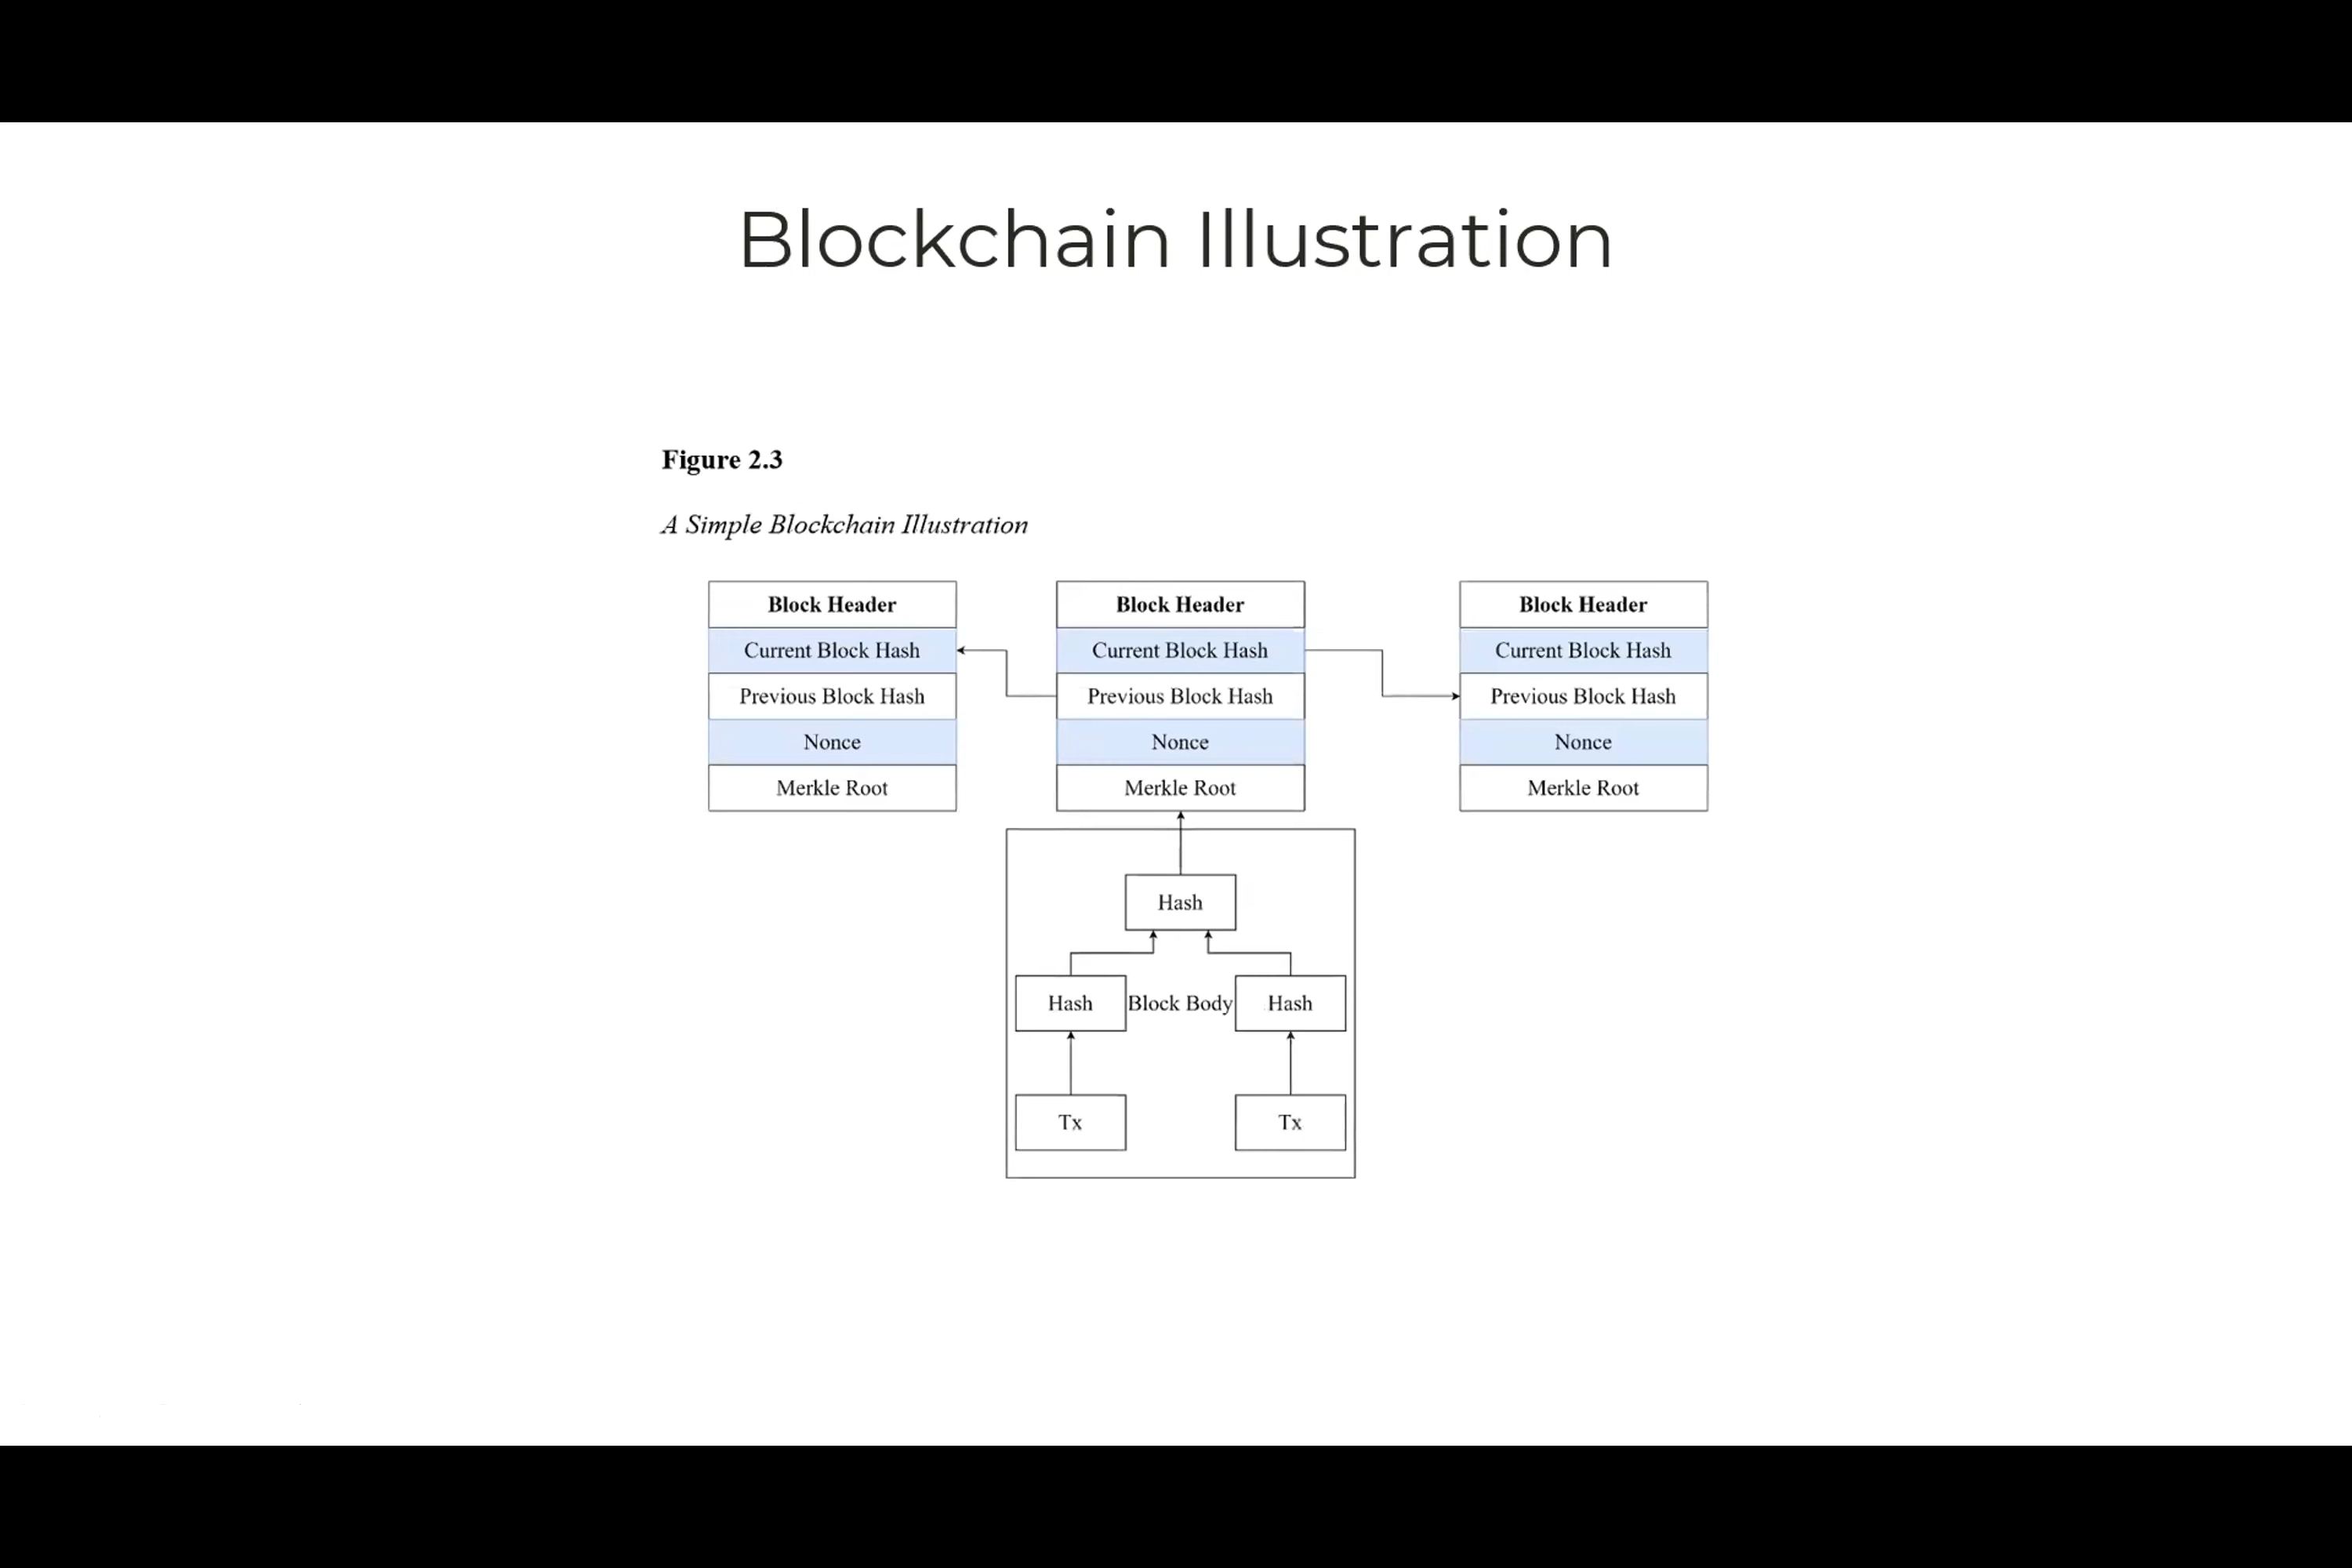 Blockchain Illustration
Figure 2.3
A Simple Blockchain Illustration
Block Header
Current Block Hash
Previous Block Hash
Nonce
Merkle Root
Block Header
Current Block Hash
Previous Block Hash
Nonce
Merkle Root
Block Header
Current Block Hash
Previous Block Hash
Nonce
Merkle Root
Hash
Hash
Block Body
Hash
Tx
Tx